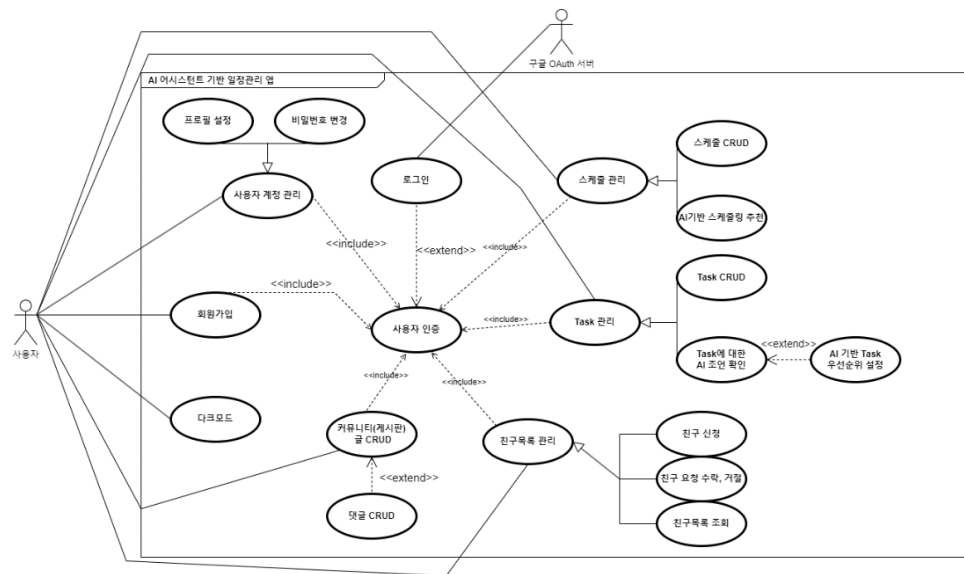 구글 OAuth 서버
AI 어시스턴트 기반 일정관리 앱
프로필 설정
비밀번호 변경
사용자 계정 관리
로그인
스케줄 관리
스케줄 CRUD
AI기반 스케줄링 추천
<<include>>
<<extend>>
<<include>>
<<include>>
회원가입
사용자 인증
<<include>>
Task 관리
Task CRUD
Task에 대한
AI 조언 확인
<<extend>>
AI 기반 Task
우선순위 설정
사용자
<<include>>
<<include>>
다크모드
커뮤니티(게시판)
글 CRUD
친구목록 관리
친구 신청
친구 요청 수락, 거절
친구목록 조회
<<extend>>
댓글 CRUD